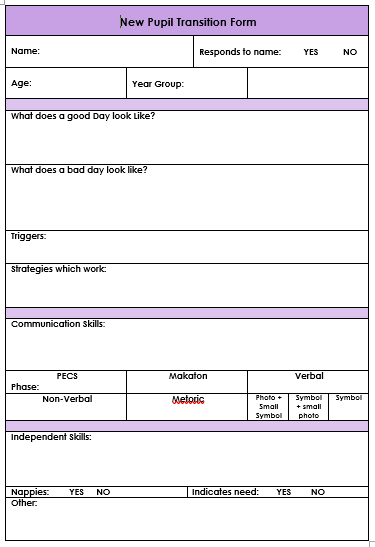 New Pupil Transition Form
Name: Responds to name: YES NO
Age: Year Group:
What does a good Day look Like?
What does a bad day look like?
Triggers:
Strategies which work:
Communication Skills:
PECS Makaton Verbal
Phase:
Non-Verbal Metoric Photo + Small Symbol Symbol + small photo Symbol
Independent Skills:
Nappies: YES NO Indicates need: YES NO
Other: